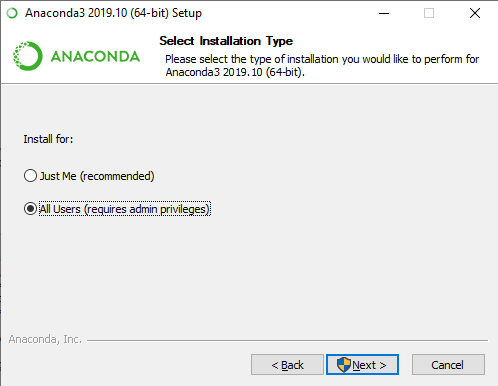 Anaconda3 2019.10 (64-bit) Setup
ANACONDA
Select Installation Type
Please select the type of installation you would like to perform for
Anaconda3 2019.10 (64-bit).
Install for:
Just Me (recommended)
All Users (requires admin privileges)
Anaconda, Inc.
< Back
Next >
Cancel